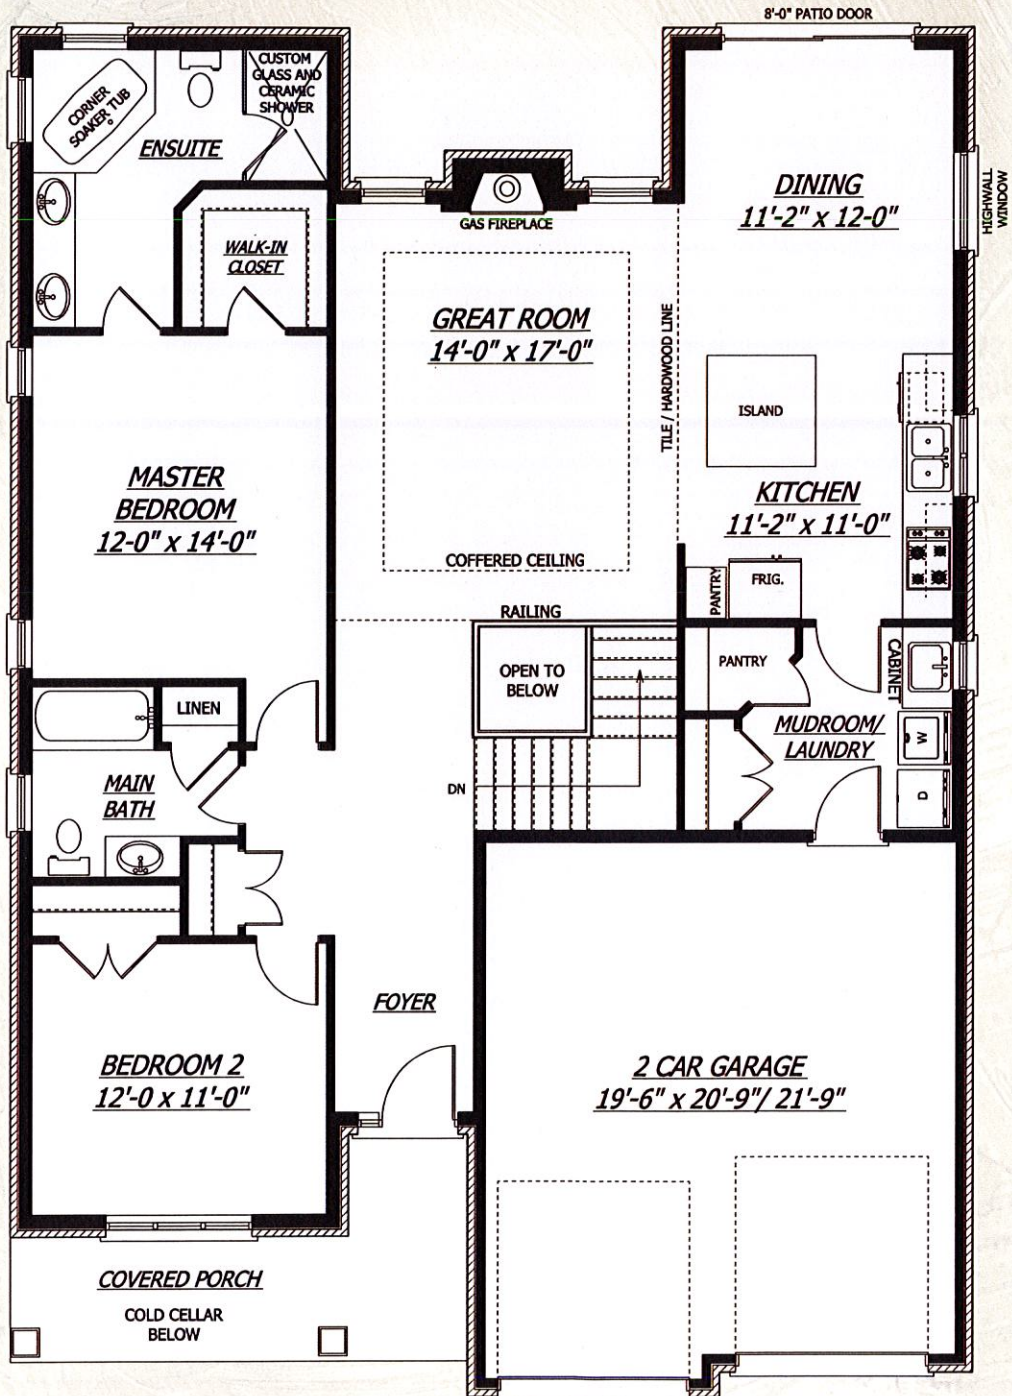 8'-0" PATIO DOOR
CUSTOM
GLASS AND
CERAMIC
SHOWER
CORNER
SOAKER TUB
ENSUITE
WALK-IN
CLOSET
GAS FIREPLACE
DINING
11'-2" x 12-0"
HIGHWALL
WINDOW
GREAT ROOM
14'-0" x 17'-0"
TILE / HARDWOOD LINE
ISLAND
MASTER
BEDROOM
12-0" x 14'-0"
KITCHEN
11'-2" x 11'-0"
COFFERED CEILING
PANTRY
FRIG.
RAILING
OPEN TO
BELOW
PANTRY
CABINET
LINEN
MUDROOM/
LAUNDRY
W
D
MAIN
BATH
DN
FOYER
BEDROOM 2
12'-0 x 11'-0"
2 CAR GARAGE
19'-6" x 20'-9"/ 21'-9"
COVERED PORCH
COLD CELLAR
BELOW